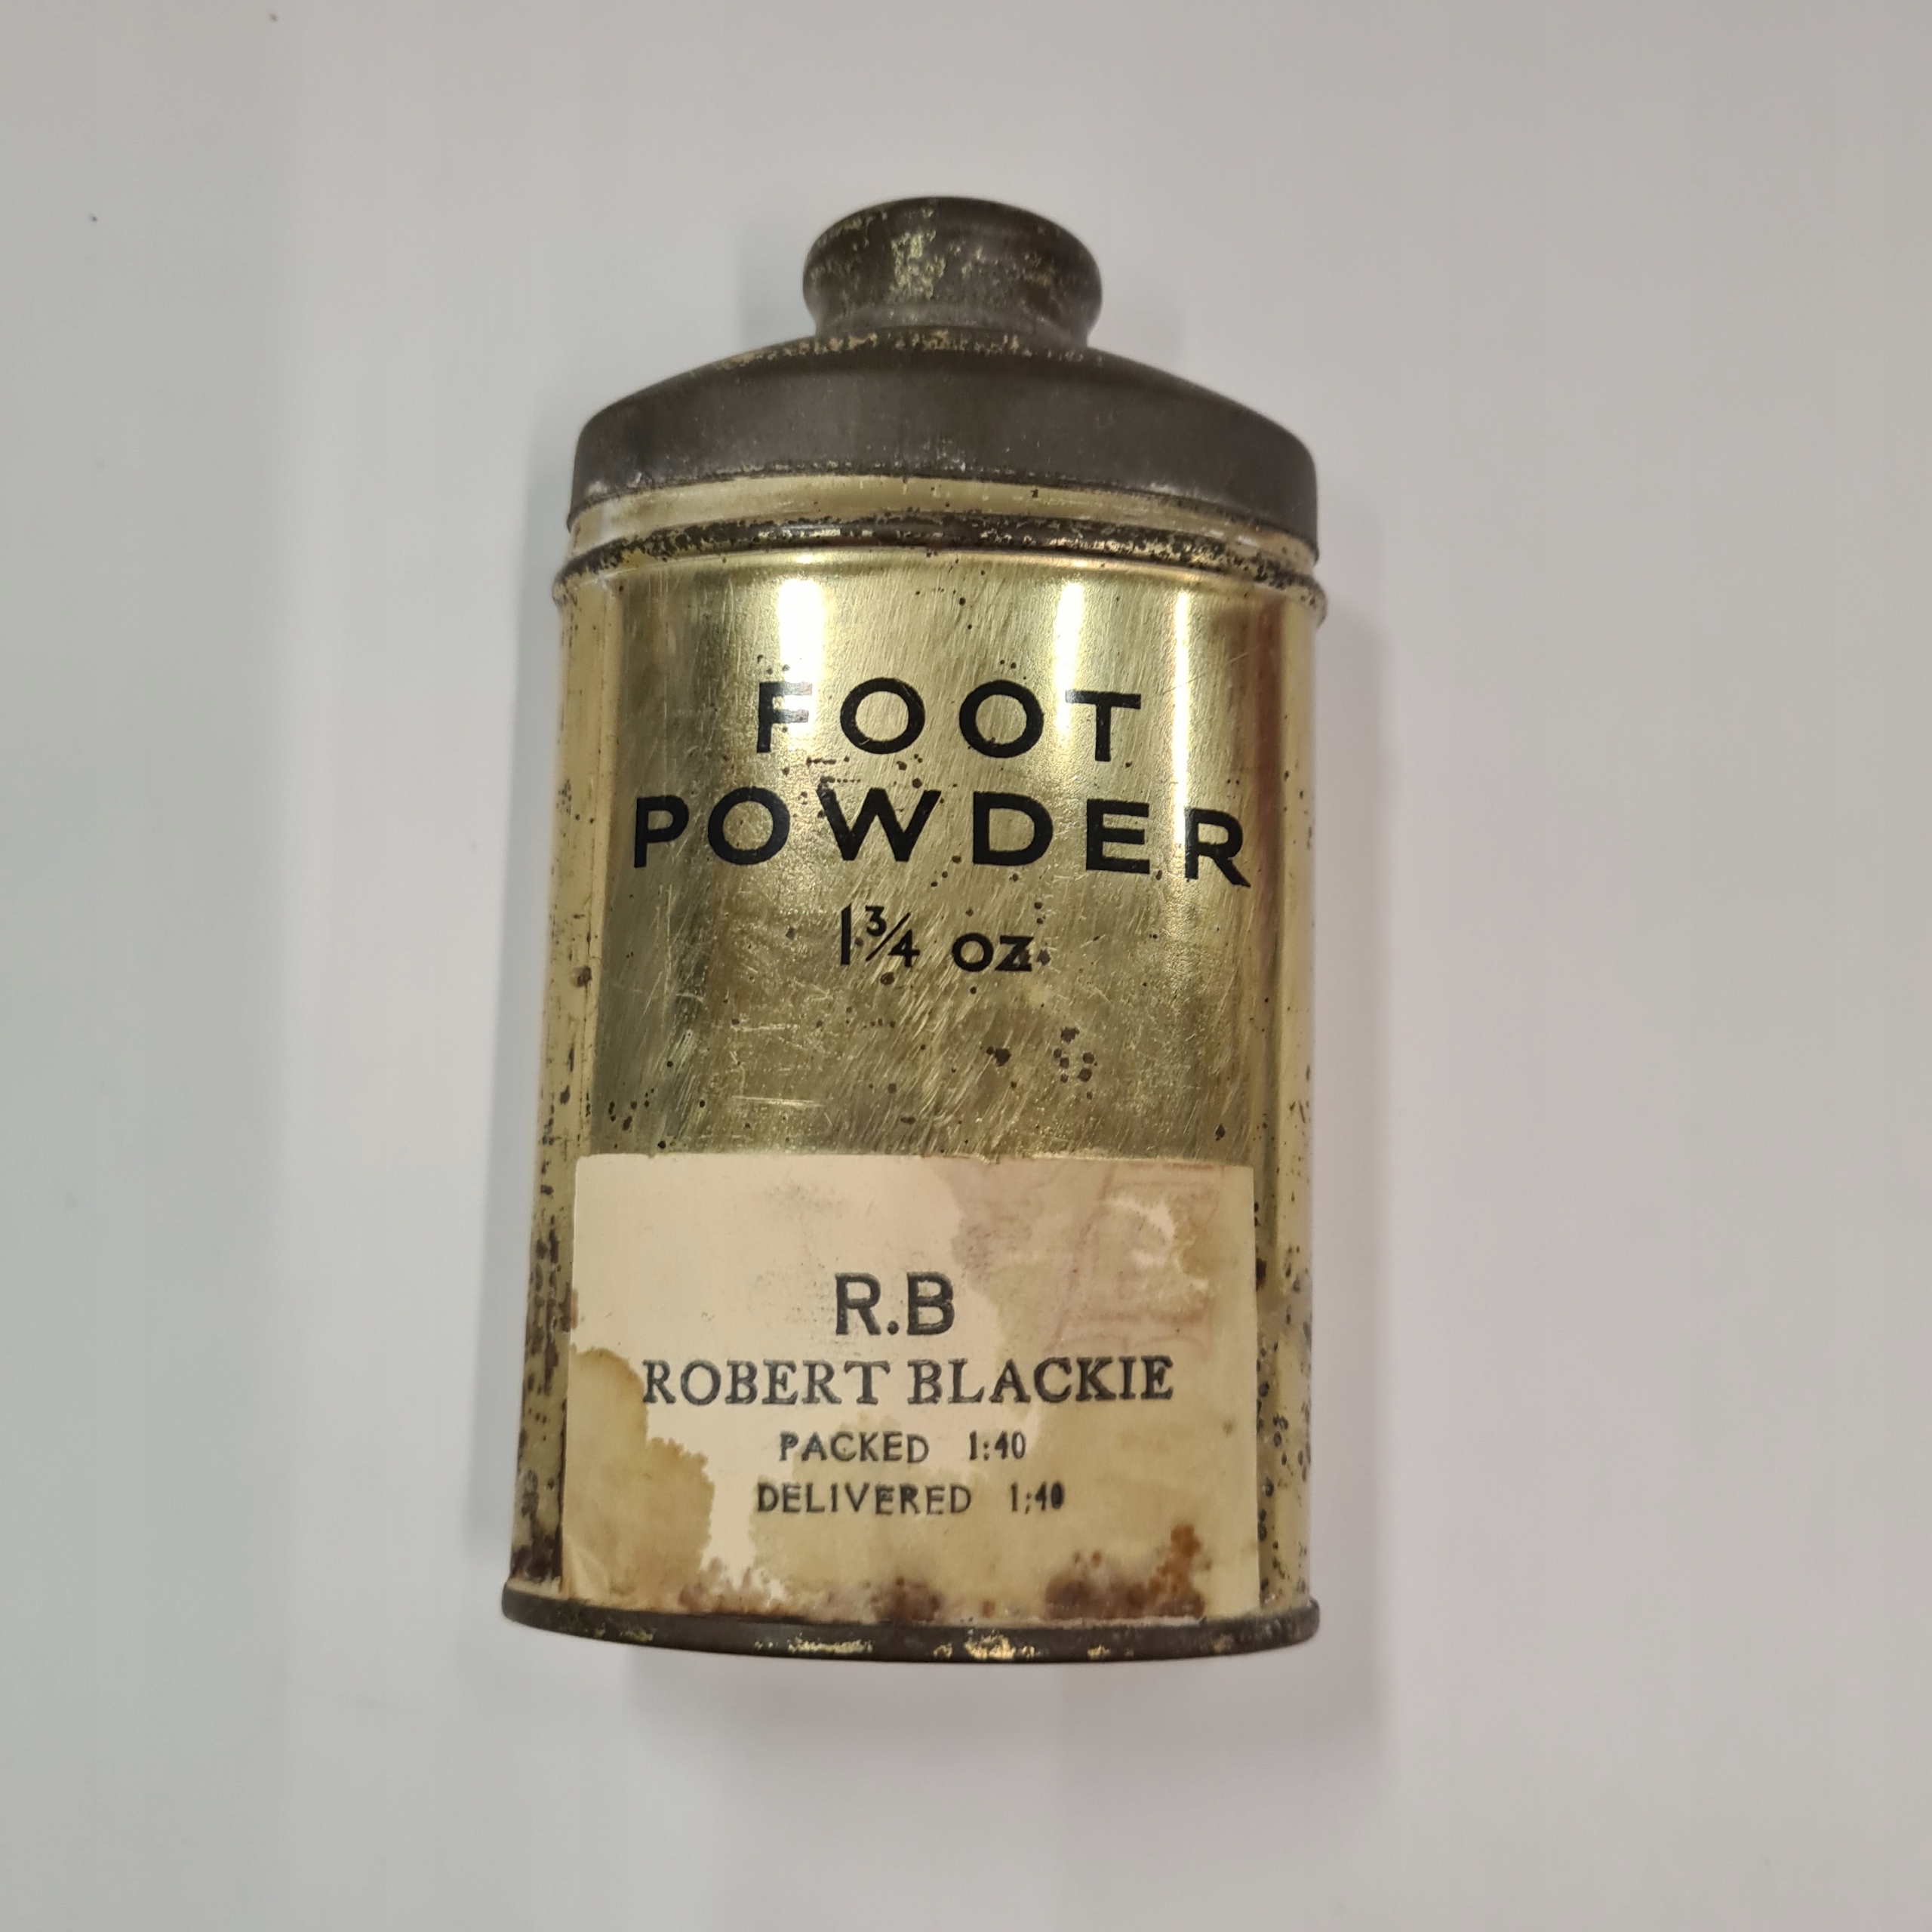 FOOT
POWDER
1¾ oz.
R.B
ROBERT BLACKIE
PACKED 1:40
DELIVERED 1:40